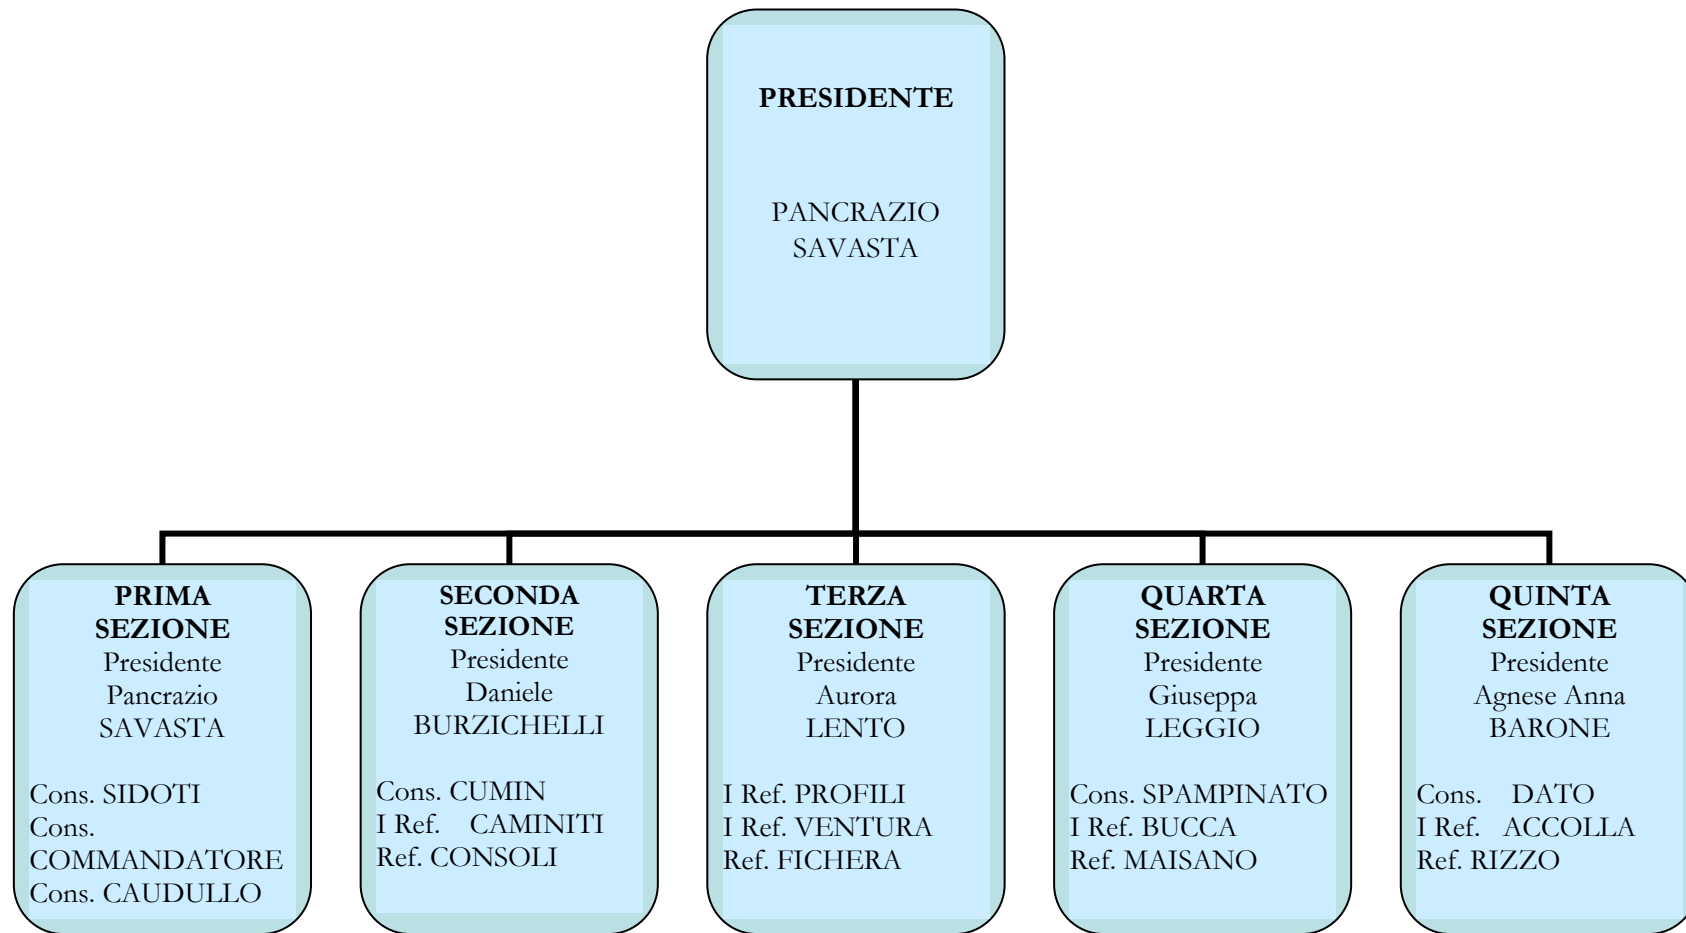 PRESIDENTE
PANCRAZIO
SAVASTA
PRIMA
SEZIONE
Presidente
Pancrazio
SAVASTA
Cons. SIDOTI
Cons.
COMMANDATORE
Cons. CAUDULLO
SECONDA
SEZIONE
Presidente
Daniele
BURZICHELLI
Cons. CUMIN
I Ref. CAMINITI
Ref. CONSOLI
TERZA
SEZIONE
Presidente
Aurora
LENTO
I Ref. PROFILI
I Ref. VENTURA
Ref. FICHERA
QUARTA
SEZIONE
Presidente
Giuseppa
LEGGIO
Cons. SPAMPINATO
I Ref. BUCCA
Ref. MAISANO
QUINTA
SEZIONE
Presidente
Agnese Anna
BARONE
Cons. DATO
I Ref. ACCOLLA
Ref. RIZZO